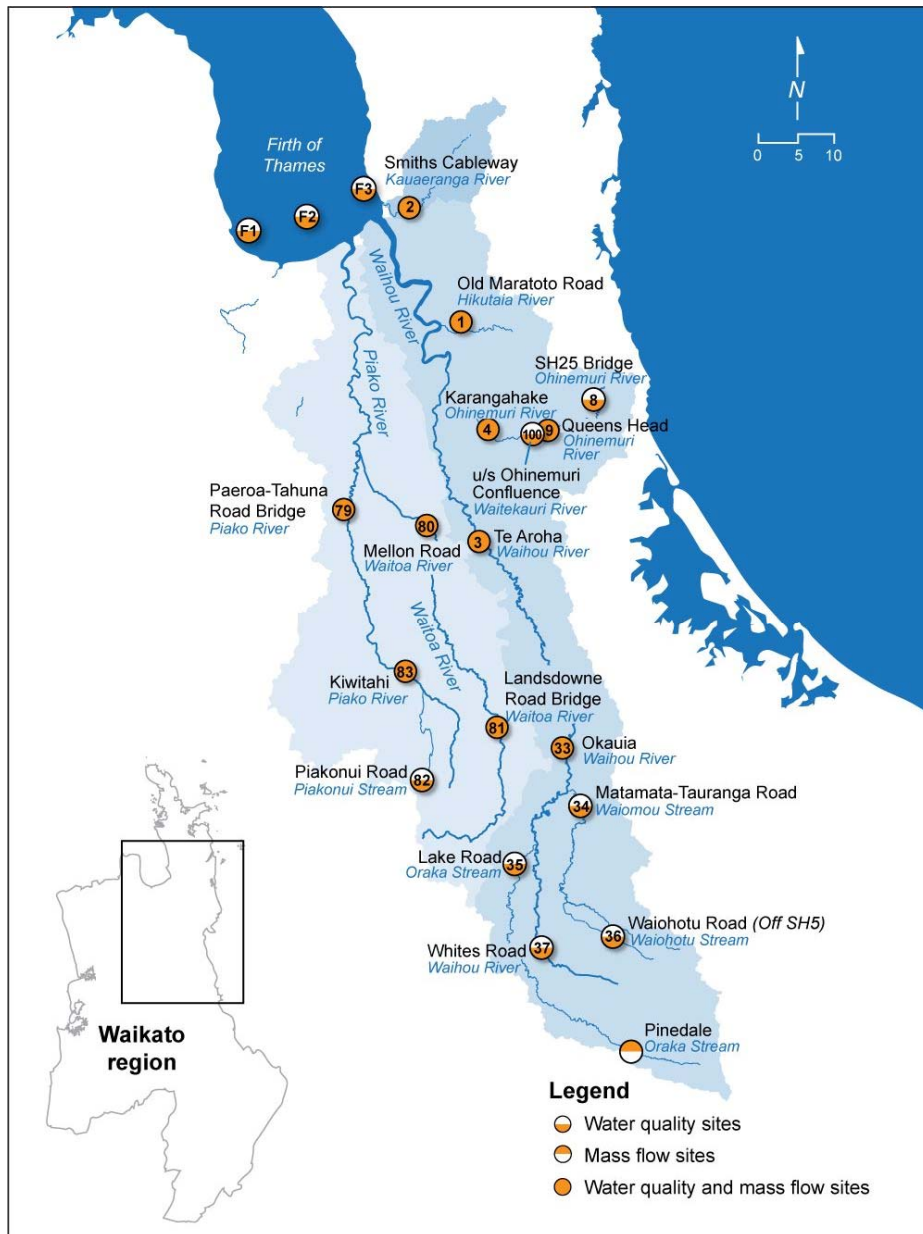 N
0 5 10
Firth of
Thames
Smiths Cableway
Kauaeranga River
F3
2
F2
F1
Waihou River
Old Maratoto Road
Hikutaia River
1
Piako River
SH25 Bridge
Ohinemuri River
8
Karangahake
Ohinemuri River
4
100
9
Queens Head
Ohinemuri
River
u/s Ohinemuri
Confluence
Waitekauri River
Paeroa-Tahuna
Road Bridge
Piako River
79
80
Mellon Road
Waitoa River
3
Te Aroha
Waihou River
Waitoa River
Kiwitahi
Piako River
83
Landsdowne
Road Bridge
Waitoa River
81
33
Okauia
Waihou River
Piakonui Road
Piakonui Stream
82
34
Matamata-Tauranga Road
Waiomou Stream
Lake Road
Oraka Stream
35
36
Waiohotu Road (Off SH5)
Waiohotu Stream
Whites Road
Waihou River
37
Pinedale
Oraka Stream
Waikato
region
Legend
Water quality sites
Mass flow sites
Water quality and mass flow sites